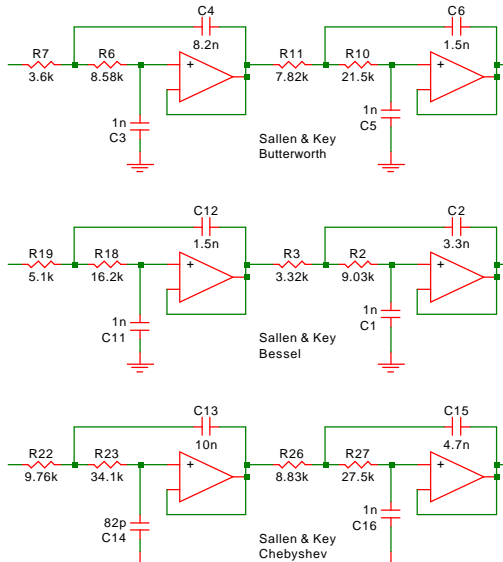 C4
C6
R7 R6 8.2n R11 R10 1.5n
3.6k 8.58k + 7.82k 21.5k +
1n
C3
1n
C5
Sallen & Key
Butterworth
C12
C2
R19 R18 1.5n R3 R2 3.3n
5.1k 16.2k + 3.32k 9.03k +
1n
C11
1n
C1
Sallen & Key
Bessel
C13
C15
R22 R23 10n R26 R27 4.7n
9.76k 34.1k + 8.83k 27.5k +
82p
C14
1n
C16
Sallen & Key
Chebyshev